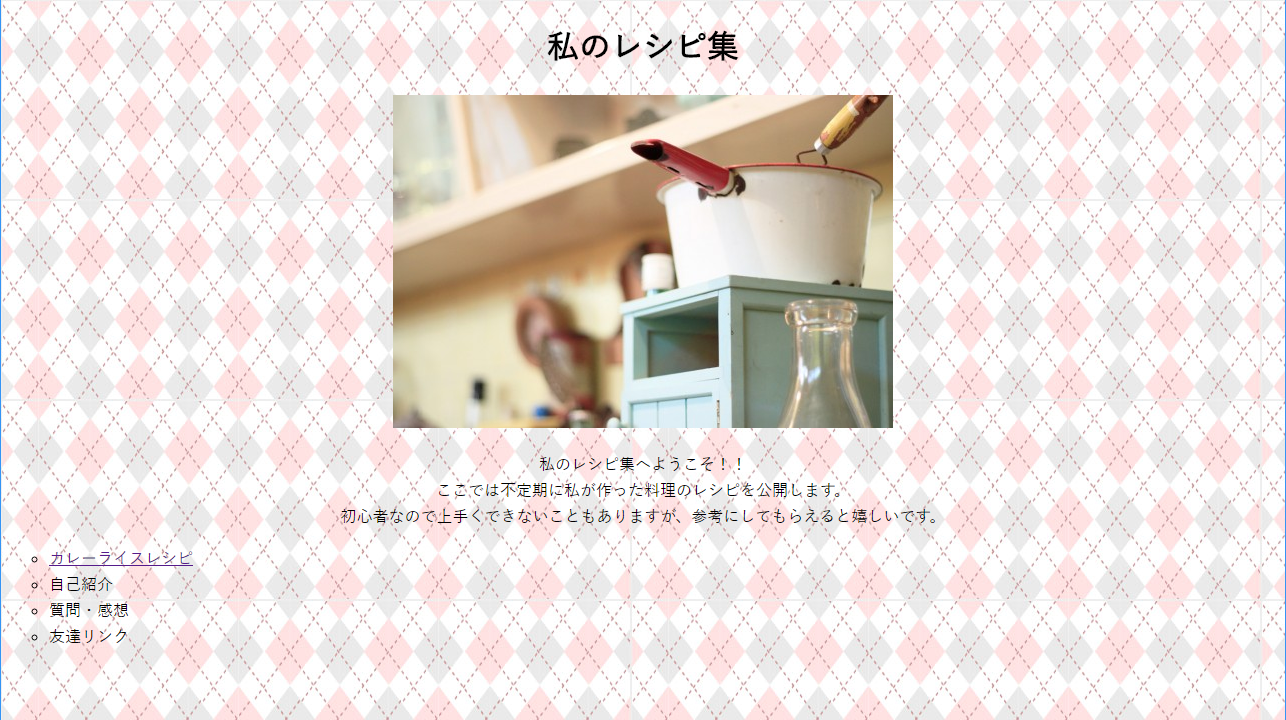 私のレシピ集
私のレシピ集へようこそ！！
ここでは不定期に私が作った料理のレシピを公開します。
初心者なので上手くできないこともありますが、参考にしてもらえると嬉しいです。
カレーライスレシピ
自己紹介
質問・感想
友達リンク